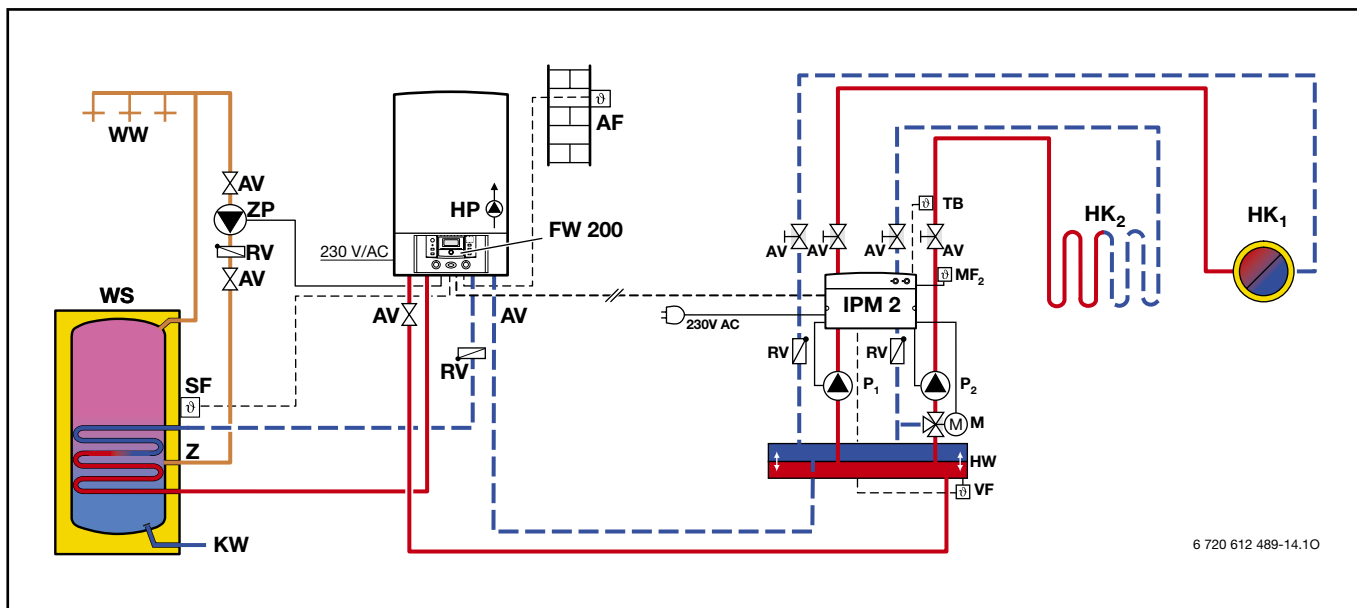 WW
AV
ZP
RV
AV
WS
SF
ϑ
Z
KW
230 V/AC
HP
FW 200
ϑ
AF
AV
AV
RV
230V AC
IPM 2
AV
AV
AV
AV
ϑ TB
ϑ MF2
HK2
HK1
RV
RV
P1
P2
M M
HW
ϑ VF
6 720 612 489-14.1O